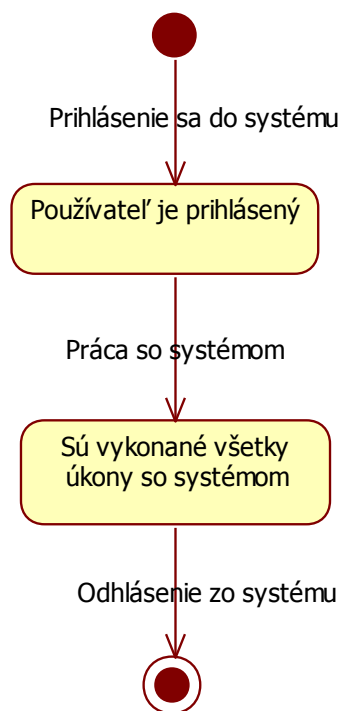 Prihlásenie sa do systému
Používateľ je prihlásený
Práca so systémom
Sú vykonané všetky
úkony so systémom
Odhlásenie zo systému